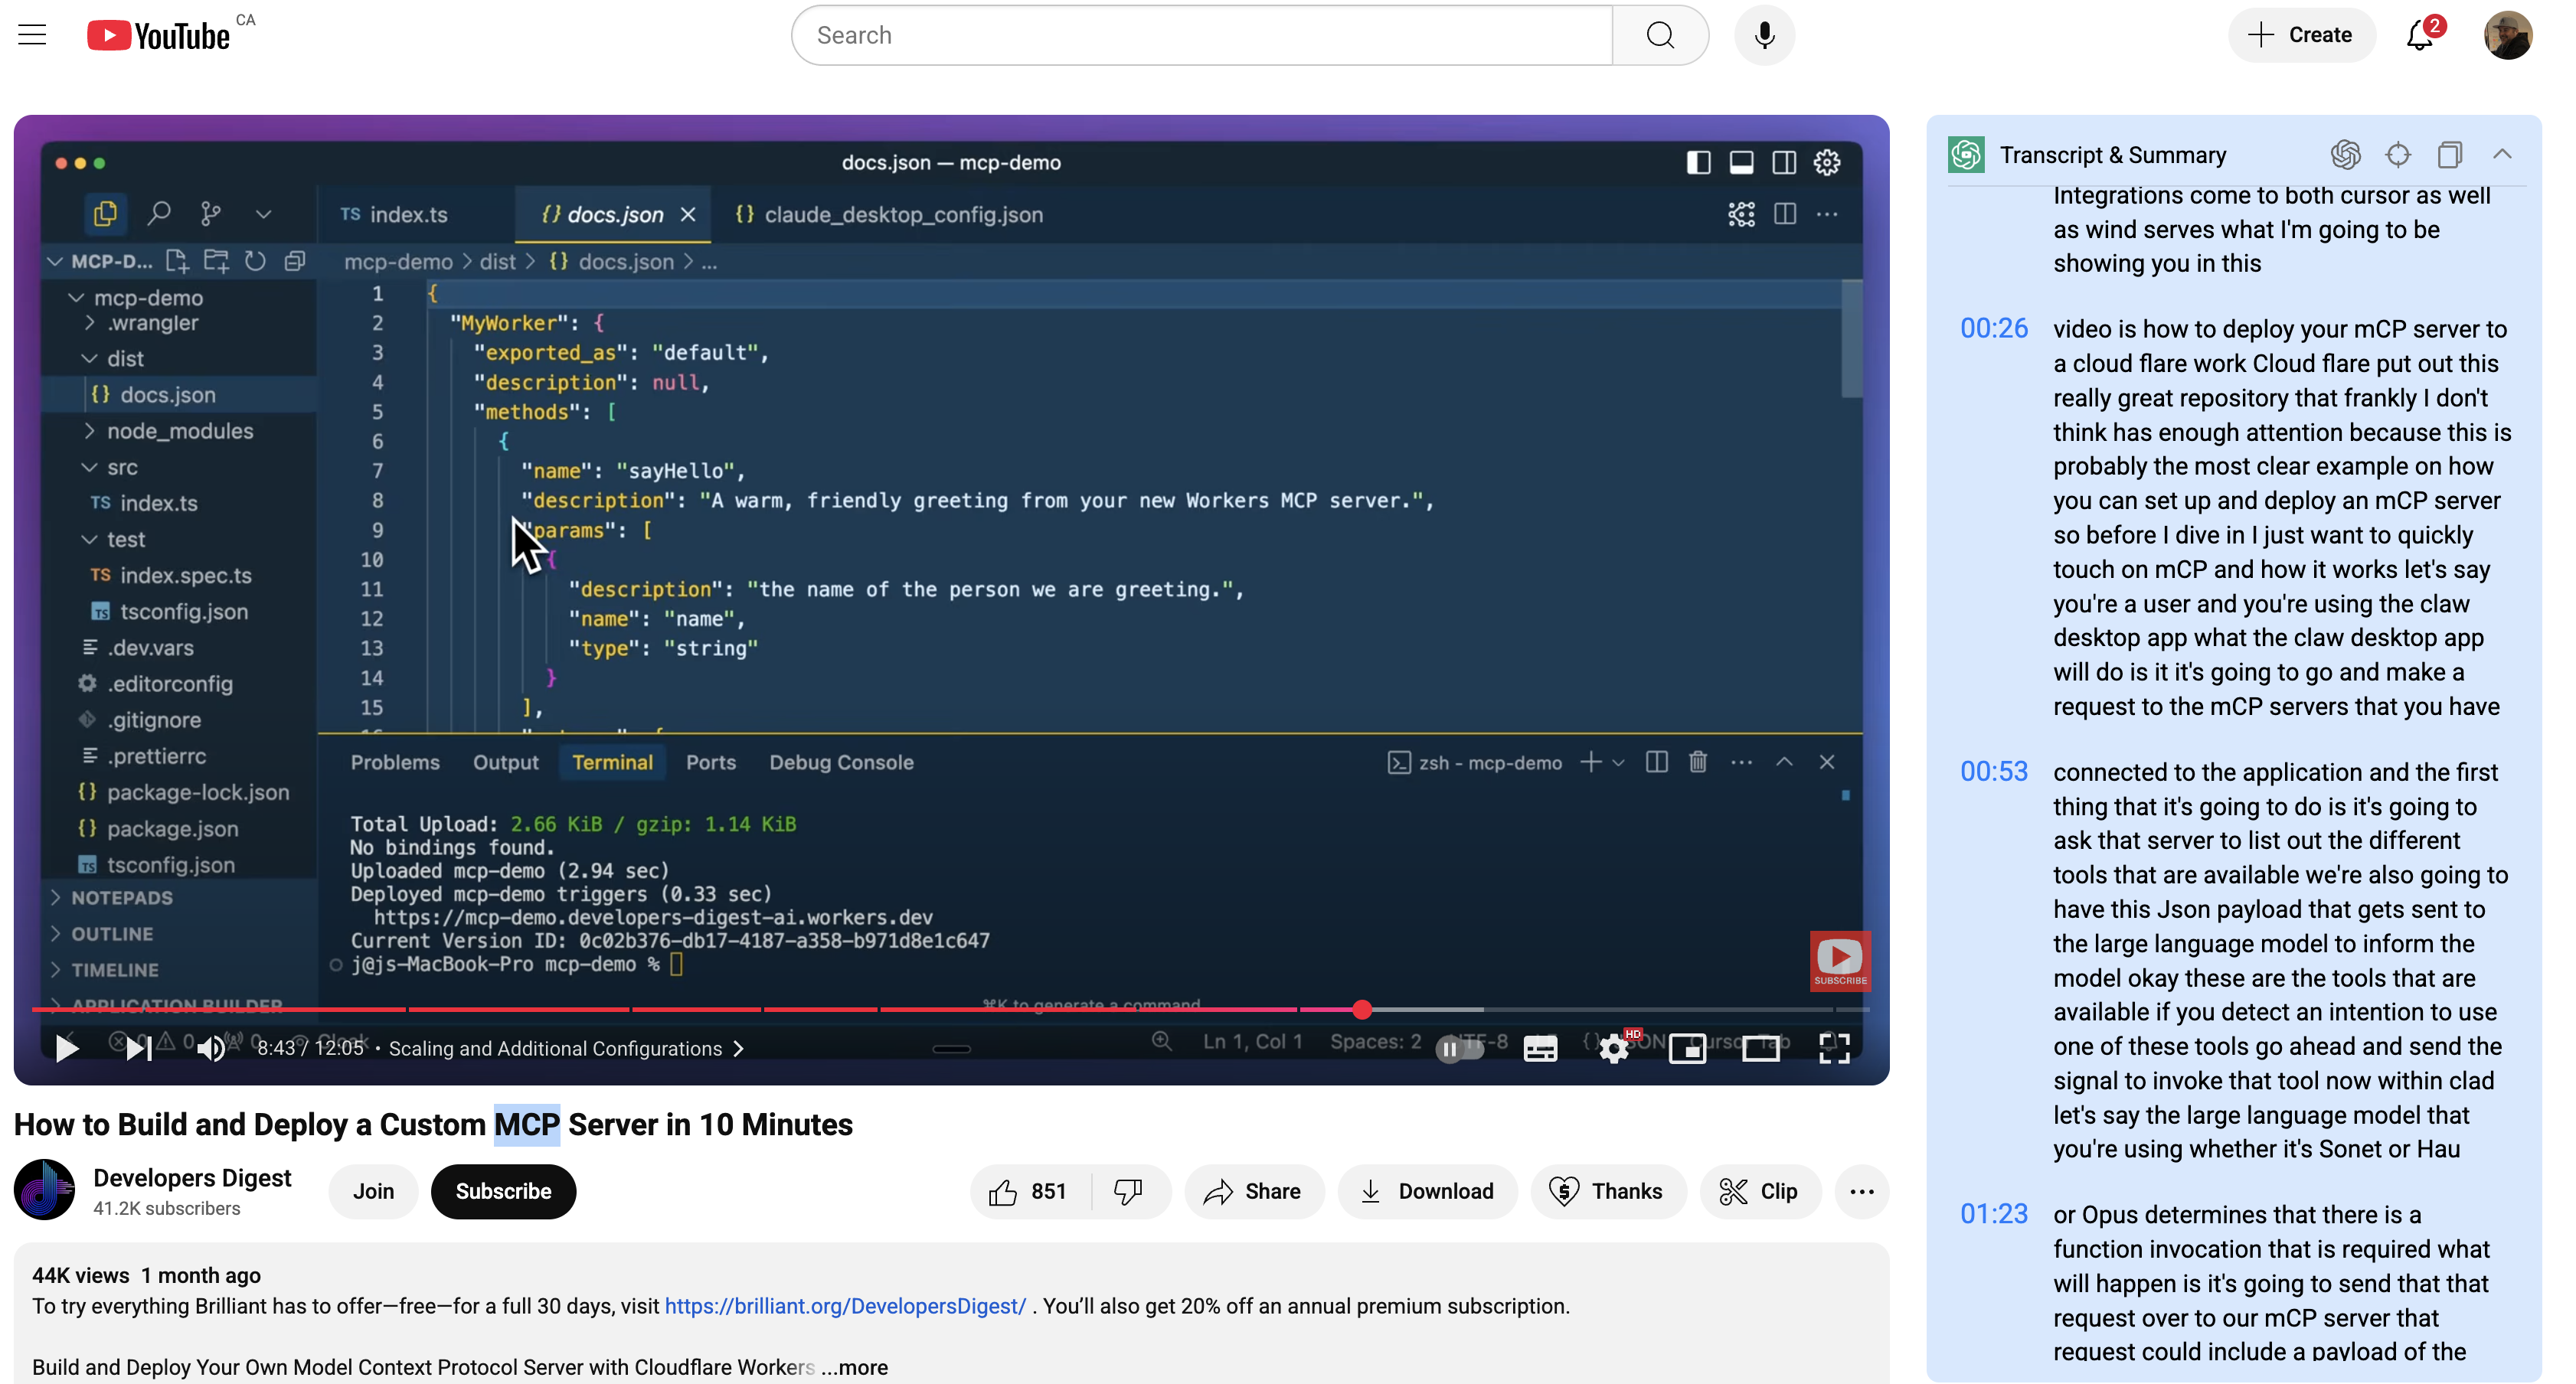 YouTube CA
Search
Create
2
docs.json — mcp-demo
TS index.ts
{} docs.json
{} claude_desktop_config.json
MCP-D...
mcp-demo > dist > {} docs.json > ...
mcp-demo
.wrangler
dist
{} docs.json
node_modules
src
TS index.ts
test
TS index.spec.ts
TS tsconfig.json
.dev.vars
.editorconfig
.gitignore
.prettierrc
{} package-lock.json
{} package.json
TS tsconfig.json
NOTEPADS
OUTLINE
TIMELINE
APPLICATION BUILDER
1 {
2 "MyWorker": {
3 "exported_as": "default",
4 "description": null,
5 "methods": [
6 {
7 "name": "sayHello",
8 "description": "A warm, friendly greeting from your new Workers MCP server.",
9 "params": [
10 {
11 "description": "the name of the person we are greeting.",
12 "name": "name",
13 "type": "string"
14 }
15 ],
Problems Output Terminal Ports Debug Console
zsh - mcp-demo
Total Upload: 2.66 KiB / gzip: 1.14 KiB
No bindings found.
Uploaded mcp-demo (2.94 sec)
Deployed mcp-demo triggers (0.33 sec)
https://mcp-demo.developers-digest-ai.workers.dev
Current Version ID: 0c02b376-db17-4187-a358-b971d8e1c647
j@js-MacBook-Pro mcp-demo %
⌘K to generate a command
SUBSCRIBE
8:43 / 12:05 • Scaling and Additional Configurations
Ln 1, Col 1
Spaces: 2
HD
How to Build and Deploy a Custom MCP Server in 10 Minutes
Developers Digest
41.2K subscribers
Join
Subscribe
851
Share
Download
Thanks
Clip
44K views 1 month ago
To try everything Brilliant has to offer—free—for a full 30 days, visit https://brilliant.org/DevelopersDigest/ . You’ll also get 20% off an annual premium subscription.
Build and Deploy Your Own Model Context Protocol Server with Cloudflare Workers ...more
Transcript & Summary
Integrations come to both cursor as well
as wind serves what I'm going to be
showing you in this
00:26 video is how to deploy your mCP server to
a cloud flare work Cloud flare put out this
really great repository that frankly I don't
think has enough attention because this is
probably the most clear example on how
you can set up and deploy an mCP server
so before I dive in I just want to quickly
touch on mCP and how it works let's say
you're a user and you're using the claw
desktop app what the claw desktop app
will do is it it's going to go and make a
request to the mCP servers that you have
00:53 connected to the application and the first
thing that it's going to do is it's going to
ask that server to list out the different
tools that are available we're also going to
have this Json payload that gets sent to
the large language model to inform the
model okay these are the tools that are
available if you detect an intention to use
one of these tools go ahead and send the
signal to invoke that tool now within clad
let's say the large language model that
you're using whether it's Sonet or Hau
01:23 or Opus determines that there is a
function invocation that is required what
will happen is it's going to send that that
request over to our mCP server that
request could include a payload of the